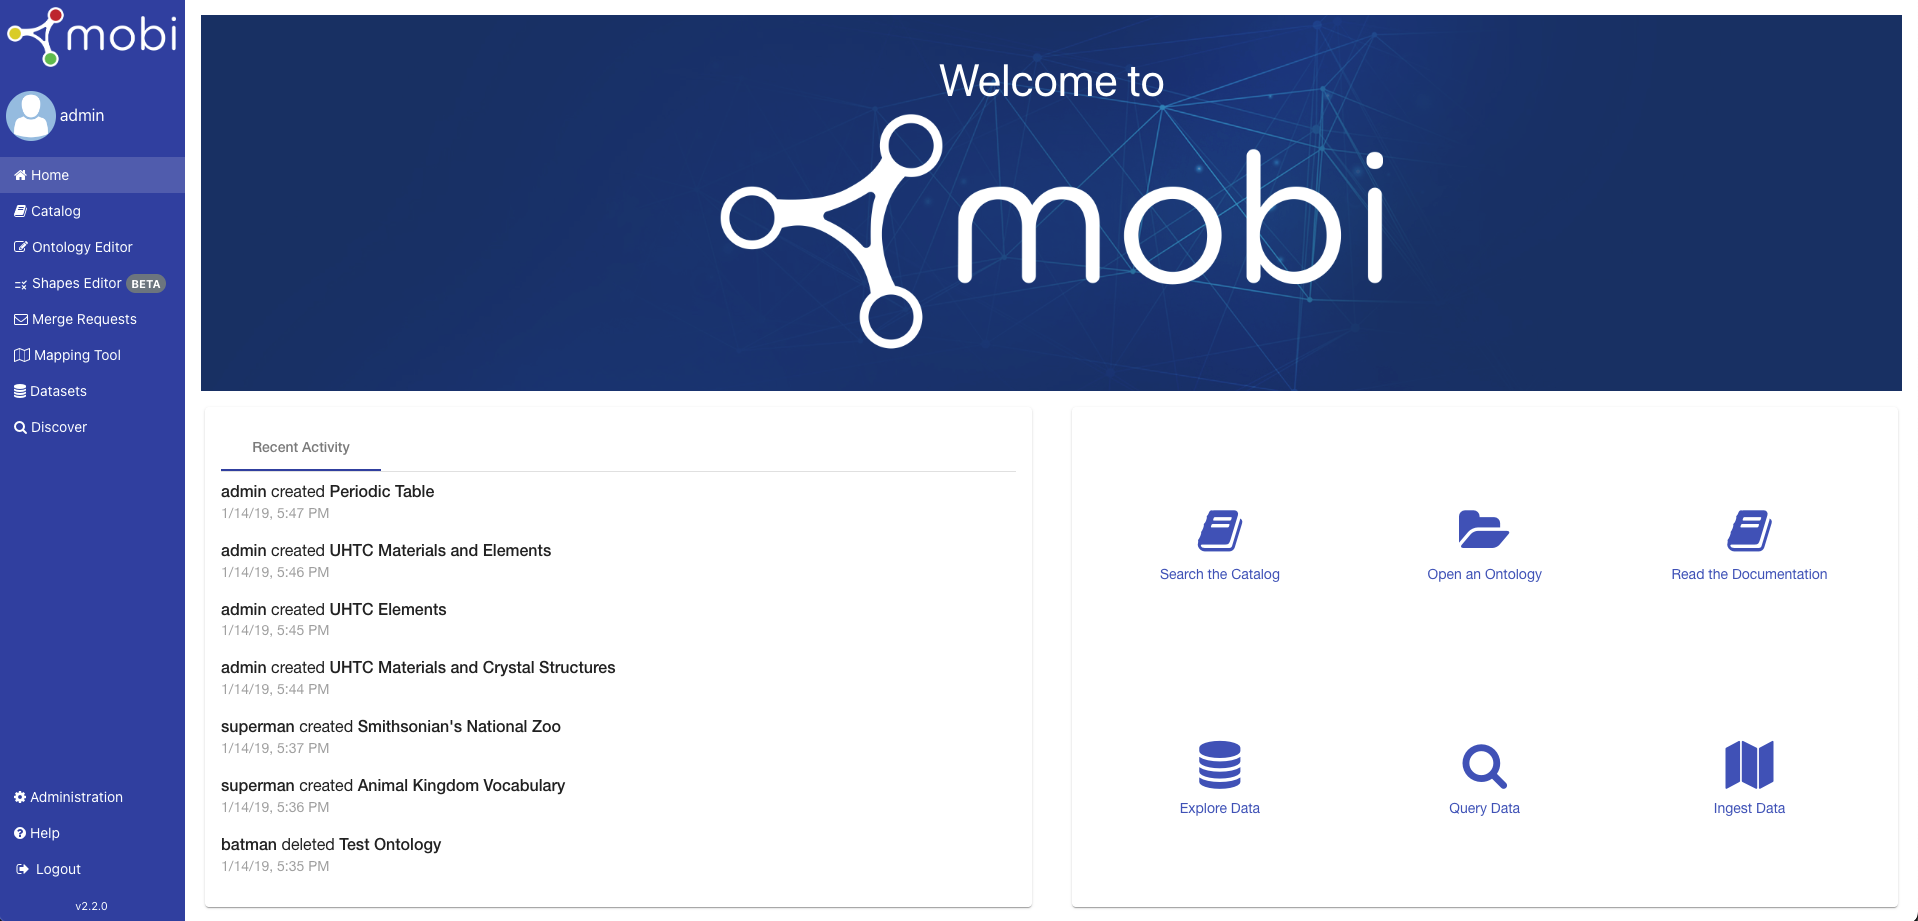 mobi
admin
Home
Catalog
Ontology Editor
Shapes Editor BETA
Merge Requests
Mapping Tool
Datasets
Discover
Administration
Help
Logout
v2.2.0
Welcome to
mobi
Recent Activity
admin created Periodic Table
1/14/19, 5:47 PM
admin created UHTC Materials and Elements
1/14/19, 5:46 PM
admin created UHTC Elements
1/14/19, 5:45 PM
admin created UHTC Materials and Crystal Structures
1/14/19, 5:44 PM
superman created Smithsonian's National Zoo
1/14/19, 5:37 PM
superman created Animal Kingdom Vocabulary
1/14/19, 5:36 PM
batman deleted Test Ontology
1/14/19, 5:35 PM
Search the Catalog
Open an Ontology
Read the Documentation
Explore Data
Query Data
Ingest Data